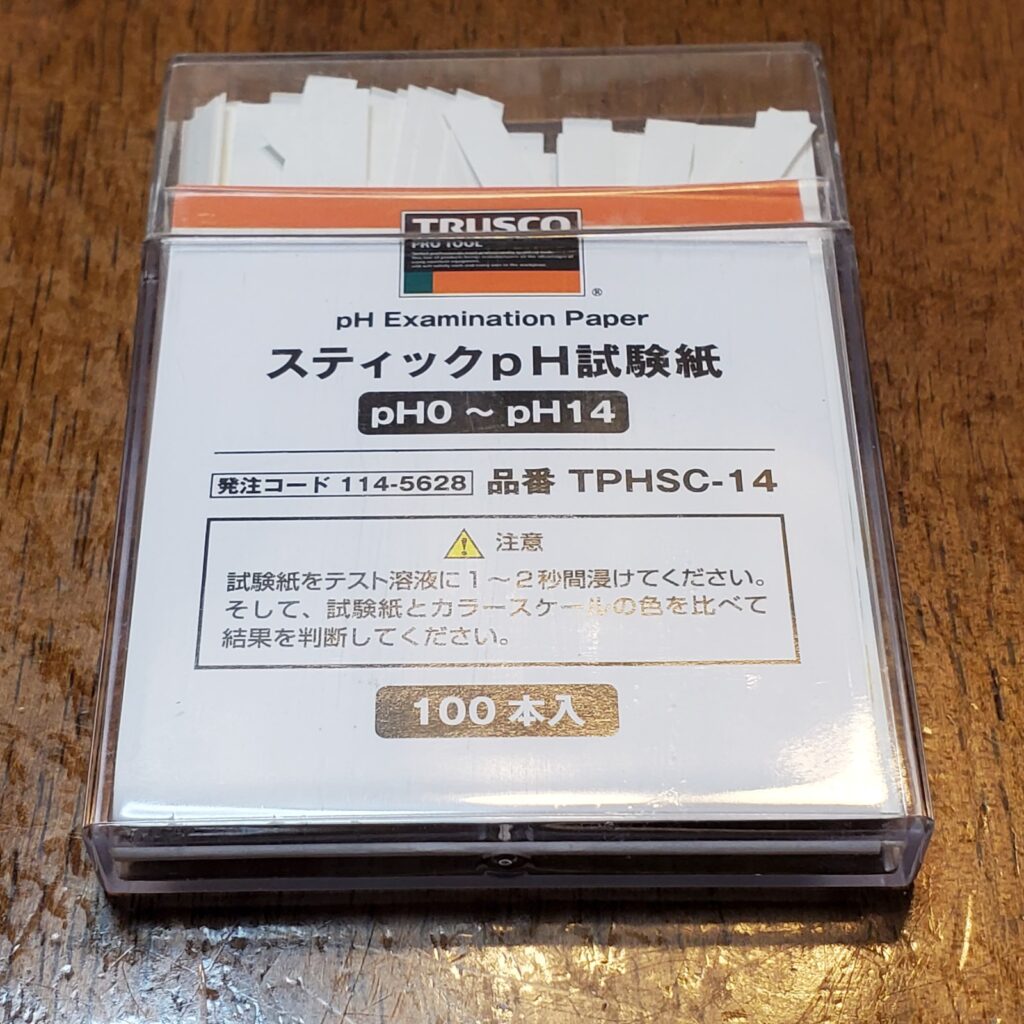 TRUSCO
PRO TOOL
®
pH Examination Paper
スティックpH試験紙
pH0 ～ pH14
発注コード 114-5628 品番 TPHSC-14
注意
試験紙をテスト溶液に1～2秒間浸けてください。
そして、試験紙とカラースケールの色を比べて
結果を判断してください。
100本入